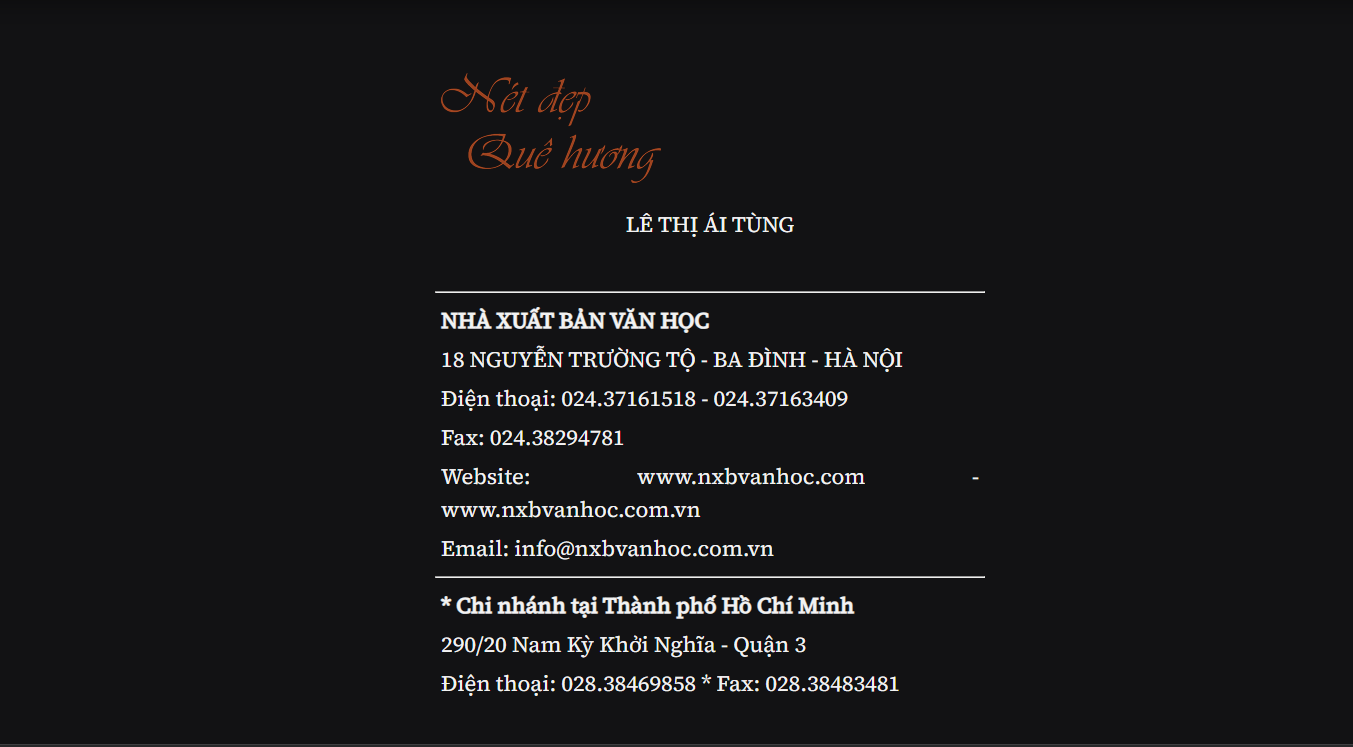 Nét đẹp
Quê hương
LÊ THỊ ÁI TÙNG
NHÀ XUẤT BẢN VĂN HỌC
18 NGUYỄN TRƯỜNG TỘ - BA ĐÌNH - HÀ NỘI
Điện thoại: 024.37161518 - 024.37163409
Fax: 024.38294781
Website: www.nxbvanhoc.com -
www.nxbvanhoc.com.vn
Email: info@nxbvanhoc.com.vn
* Chi nhánh tại Thành phố Hồ Chí Minh
290/20 Nam Kỳ Khởi Nghĩa - Quận 3
Điện thoại: 028.38469858 * Fax: 028.38483481